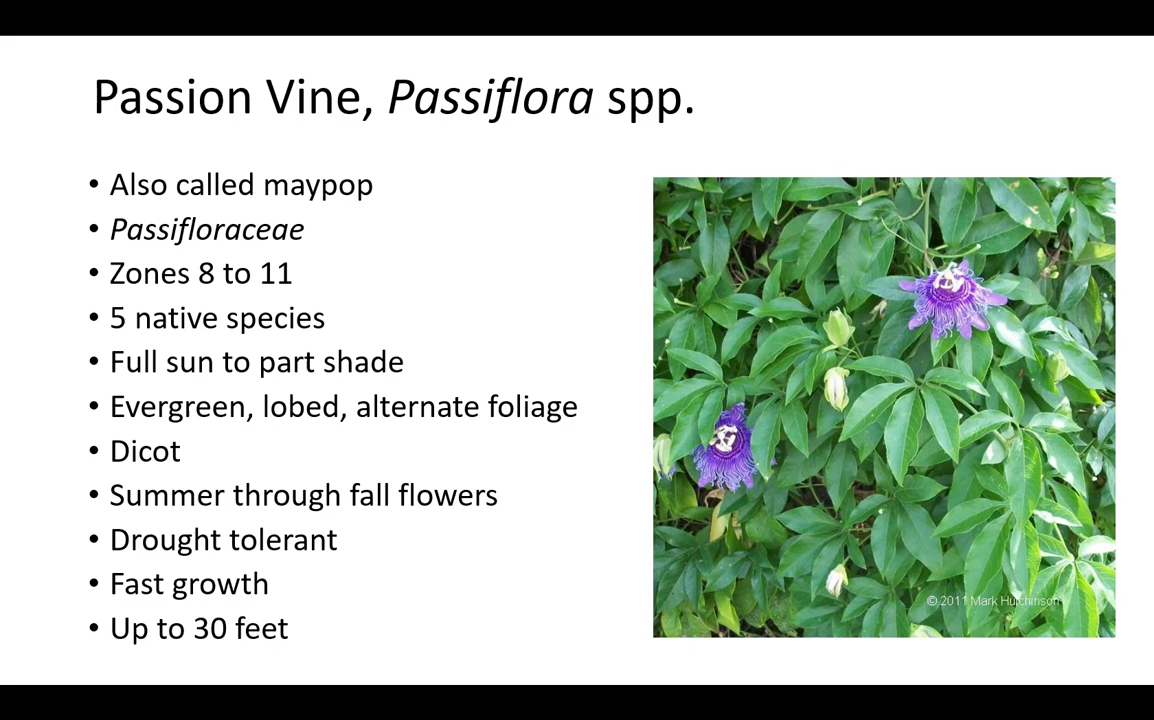 Passion Vine, Passiflora spp.
• Also called maypop
• Passifloraceae
• Zones 8 to 11
• 5 native species
• Full sun to part shade
• Evergreen, lobed, alternate foliage
• Dicot
• Summer through fall flowers
• Drought tolerant
• Fast growth
• Up to 30 feet
© 2011 Mark Hutchinson